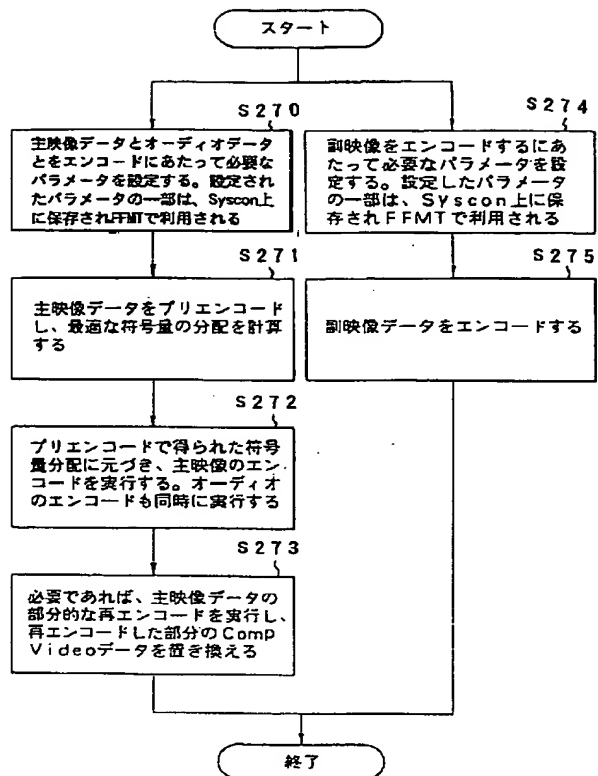 スタート
S270
主映像データとオーディオデータ
とをエンコードにあたって必要な
パラメータを設定する。設定され
たパラメータの一部は、Syscon上
に保存されFFMTで利用される
S271
主映像データをプリエンコード
し、最適な符号量の分配を計算
する
S272
プリエンコードで得られた符号
量分配に元づき、主映像のエン
コードを実行する。オーディオ
のエンコードも同時に実行する
S273
必要であれば、主映像データの
部分的な再エンコードを実行し、
再エンコードした部分のComp
Videoデータを置き換える
S274
副映像をエンコードするにあ
たって必要なパラメータを設
定する。設定したパラメータ
の一部は、Syscon上に保
存されFFMTで利用される
S275
副映像データをエンコードする
終了